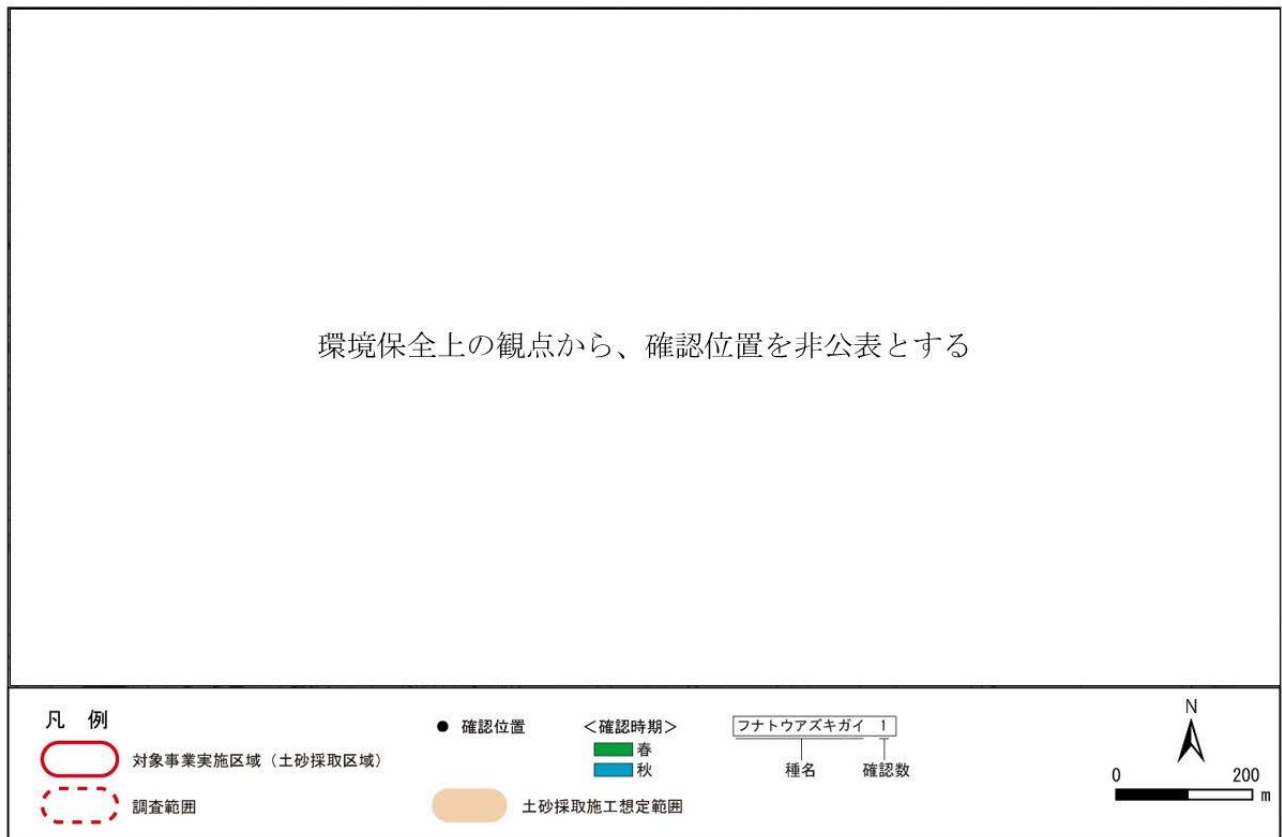 環境保全上の観点から、確認位置を非公表とする
凡 例
対象事業実施区域（土砂採取区域）
調査範囲
● 確認位置
＜確認時期＞
春
秋
土砂採取施工想定範囲
フナトウアズキガイ 1
種名 確認数
N
0 200
m